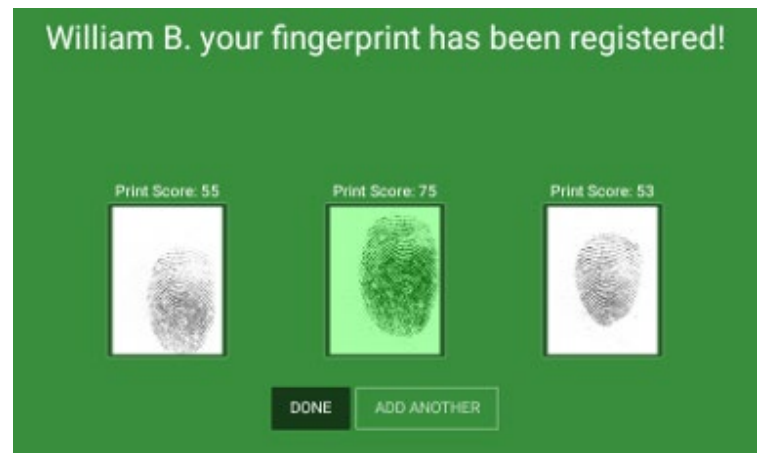 William B. your fingerprint has been registered!
Print Score: 55 Print Score: 75 Print Score: 53
DONE ADD ANOTHER